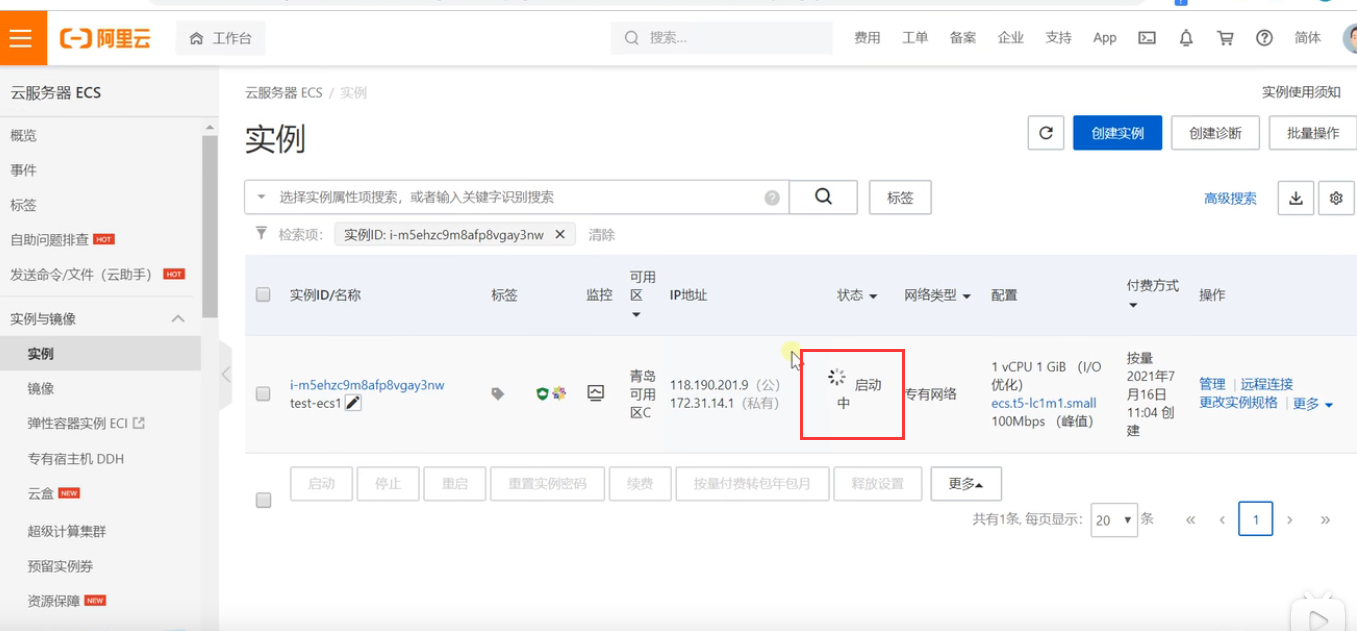 阿里云
工作台
搜索...
费用
工单
备案
企业
支持
App
简体
云服务器 ECS
概览
事件
标签
自助问题排查 HOT
发送命令/文件（云助手） HOT
实例与镜像
实例
镜像
弹性容器实例 ECI
专有宿主机 DDH
云盒 NEW
超级计算集群
预留实例券
资源保障 NEW
云服务器 ECS / 实例
实例使用须知
实例
创建实例
创建诊断
批量操作
选择实例属性项搜索，或者输入关键字识别搜索
标签
高级搜索
检索项：
实例ID: i-m5ehzc9m8afp8vgay3nw
清除
实例ID/名称
标签
监控
可用
区
IP地址
状态
网络类型
配置
付费方式
操作
i-m5ehzc9m8afp8vgay3nw
test-ecs1
青岛
可用
区C
118.190.201.9（公）
172.31.14.1（私有）
启动
中
专有网络
1 vCPU 1 GiB （I/O
优化）
ecs.t5-lc1m1.small
100Mbps （峰值）
按量
2021年7
月16日
11:04 创
建
管理 | 远程连接
更改实例规格 | 更多
启动
停止
重启
重置实例密码
续费
按量付费转包年包月
释放设置
更多
共有1条, 每页显示: 20 条 « ‹ 1 › »